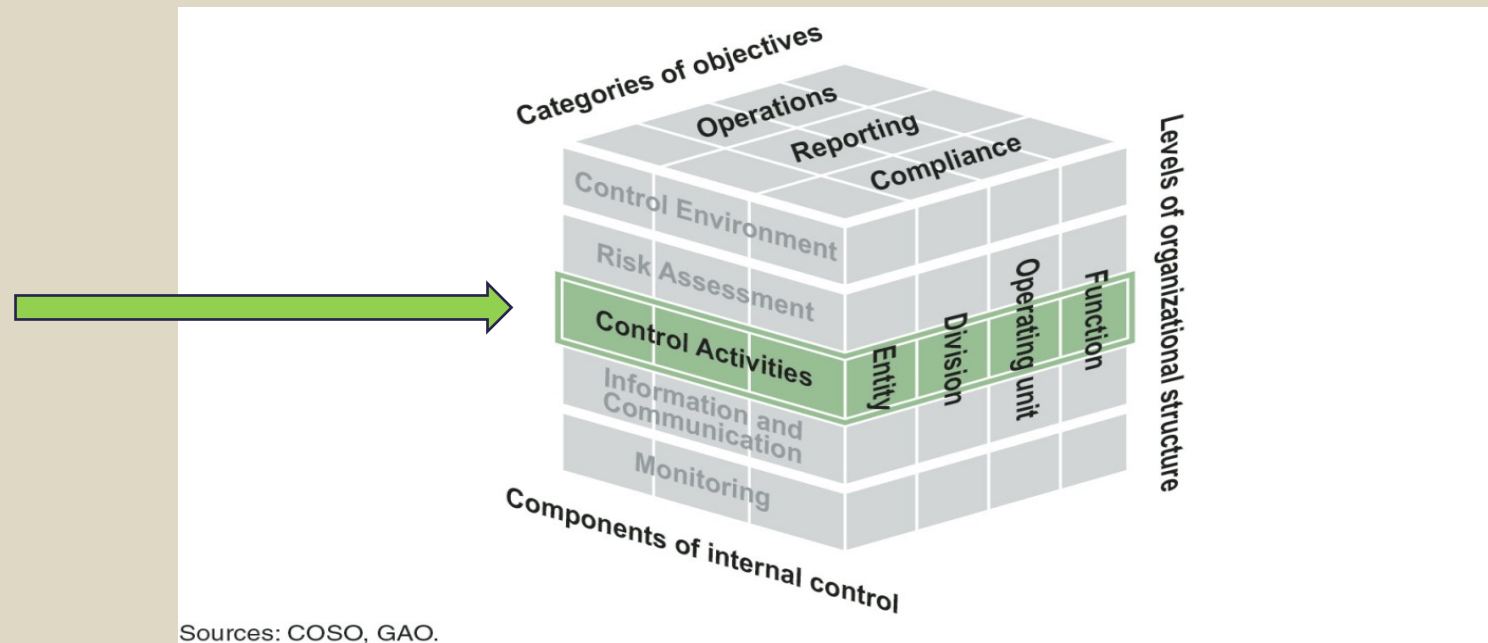 Categories of objectives
Operations
Reporting
Compliance
Control Environment
Risk Assessment
Control Activities
Information and
Communication
Monitoring
Components of internal control
Entity
Division
Operating unit
Function
Levels of organizational structure
Sources: COSO, GAO.